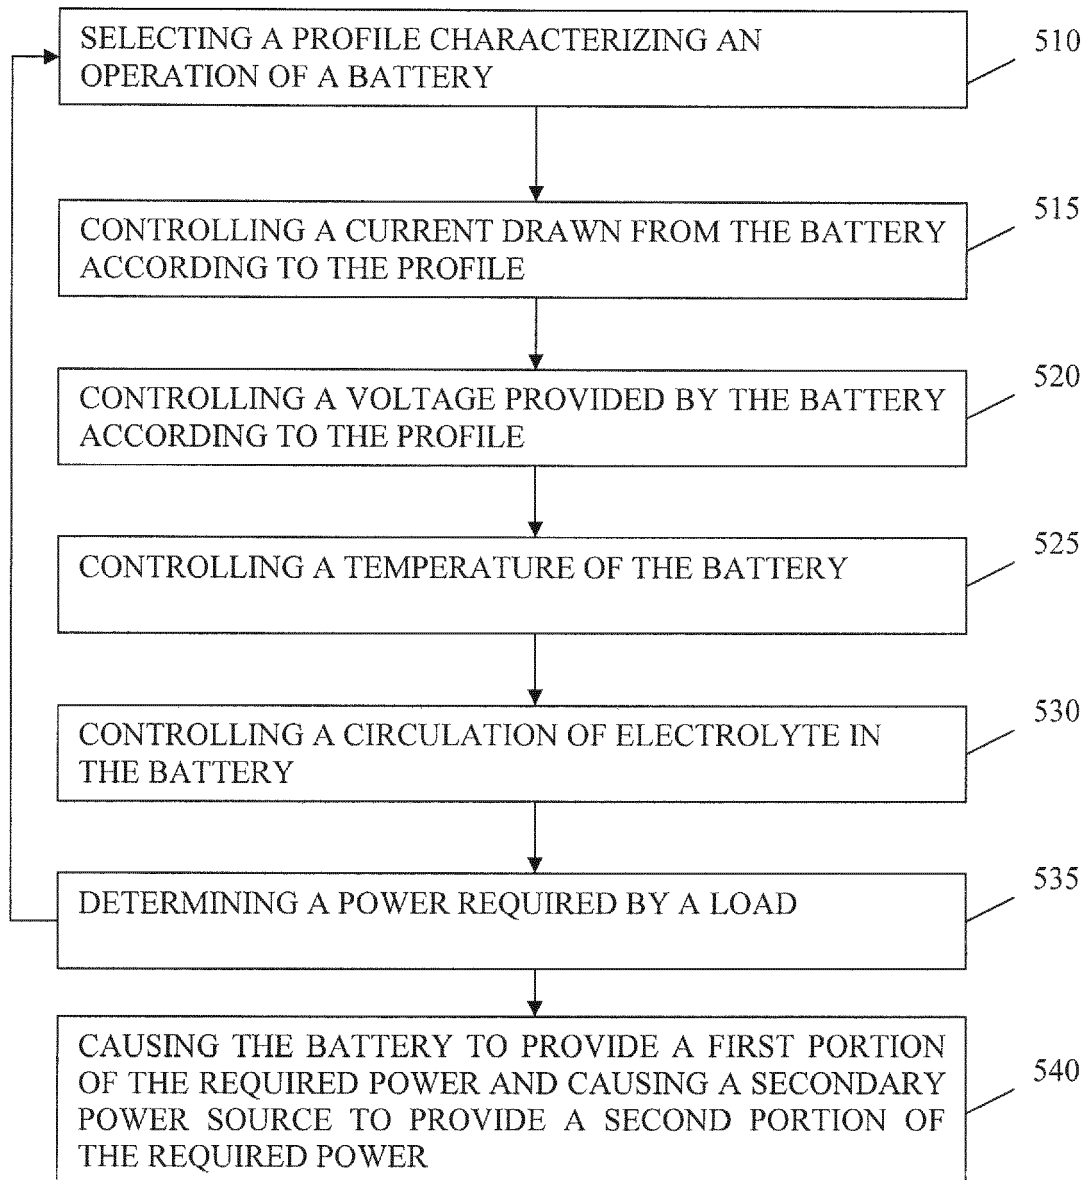 SELECTING A PROFILE CHARACTERIZING AN
OPERATION OF A BATTERY
510
CONTROLLING A CURRENT DRAWN FROM THE BATTERY
ACCORDING TO THE PROFILE
515
CONTROLLING A VOLTAGE PROVIDED BY THE BATTERY
ACCORDING TO THE PROFILE
520
CONTROLLING A TEMPERATURE OF THE BATTERY
525
CONTROLLING A CIRCULATION OF ELECTROLYTE IN
THE BATTERY
530
DETERMINING A POWER REQUIRED BY A LOAD
535
CAUSING THE BATTERY TO PROVIDE A FIRST PORTION
OF THE REQUIRED POWER AND CAUSING A SECONDARY
POWER SOURCE TO PROVIDE A SECOND PORTION OF
THE REQUIRED POWER
540